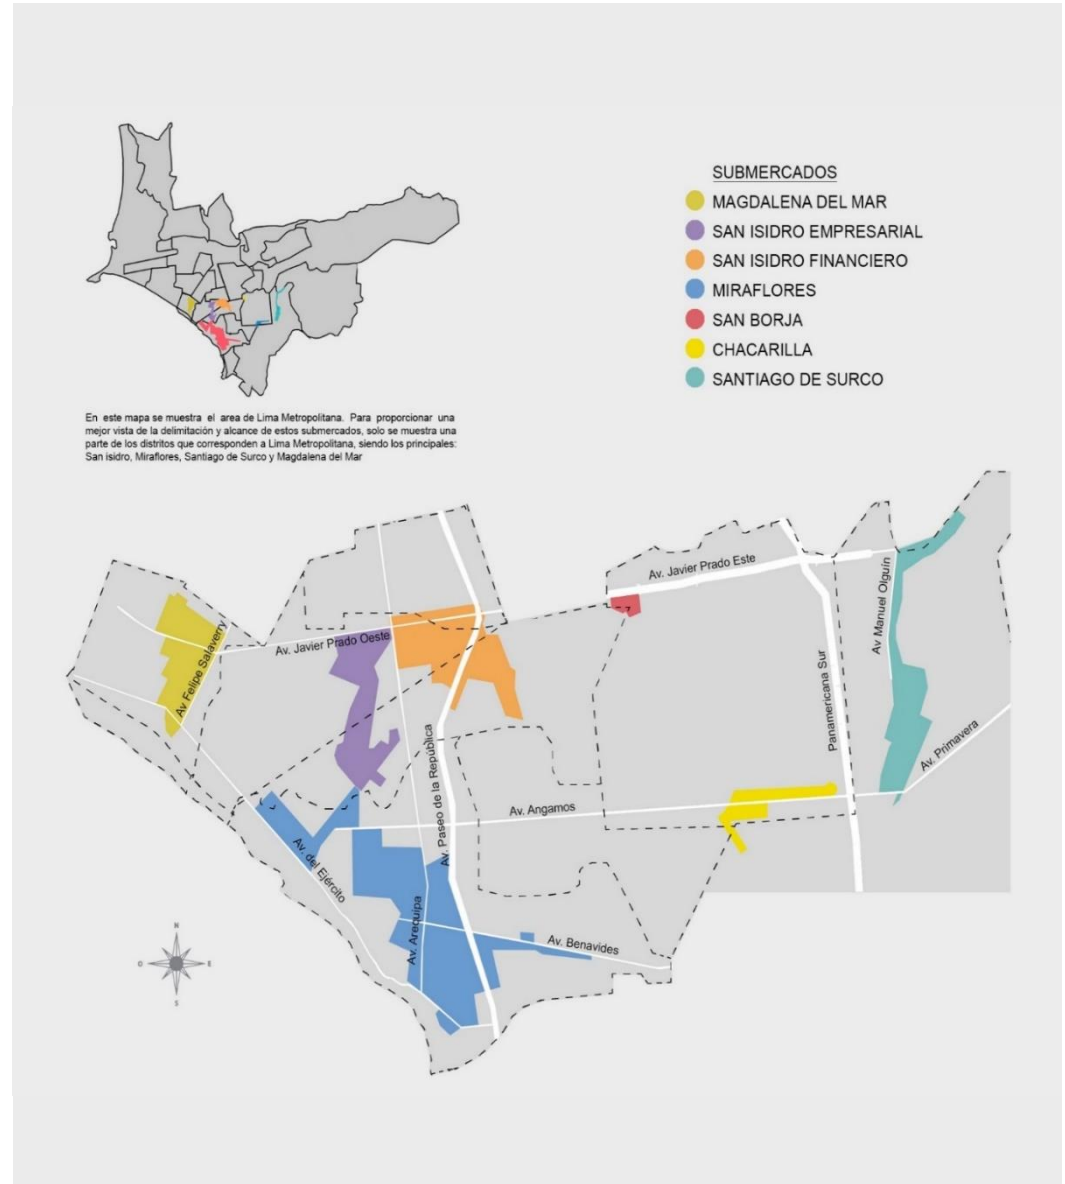 SUBMERCADOS
MAGDALENA DEL MAR
SAN ISIDRO EMPRESARIAL
SAN ISIDRO FINANCIERO
MIRAFLORES
SAN BORJA
CHACARILLA
SANTIAGO DE SURCO
En este mapa se muestra el area de Lima Metropolitana. Para proporcionar una
mejor vista de la delimitación y alcance de estos submercados, solo se muestra una
parte de los distritos que corresponden a Lima Metropolitana, siendo los principales:
San isidro, Miraflores, Santiago de Surco y Magdalena del Mar
Av. Javier Prado Este
Av Manuel Olguín
Av. Javier Prado Oeste
Av. Felipe Salaverry
Panamericana Sur
Av. Primavera
Av. Paseo de la República
Av. Angamos
Av. del Ejército
Av. Arequipa
Av. Benavides
N
O
E
S